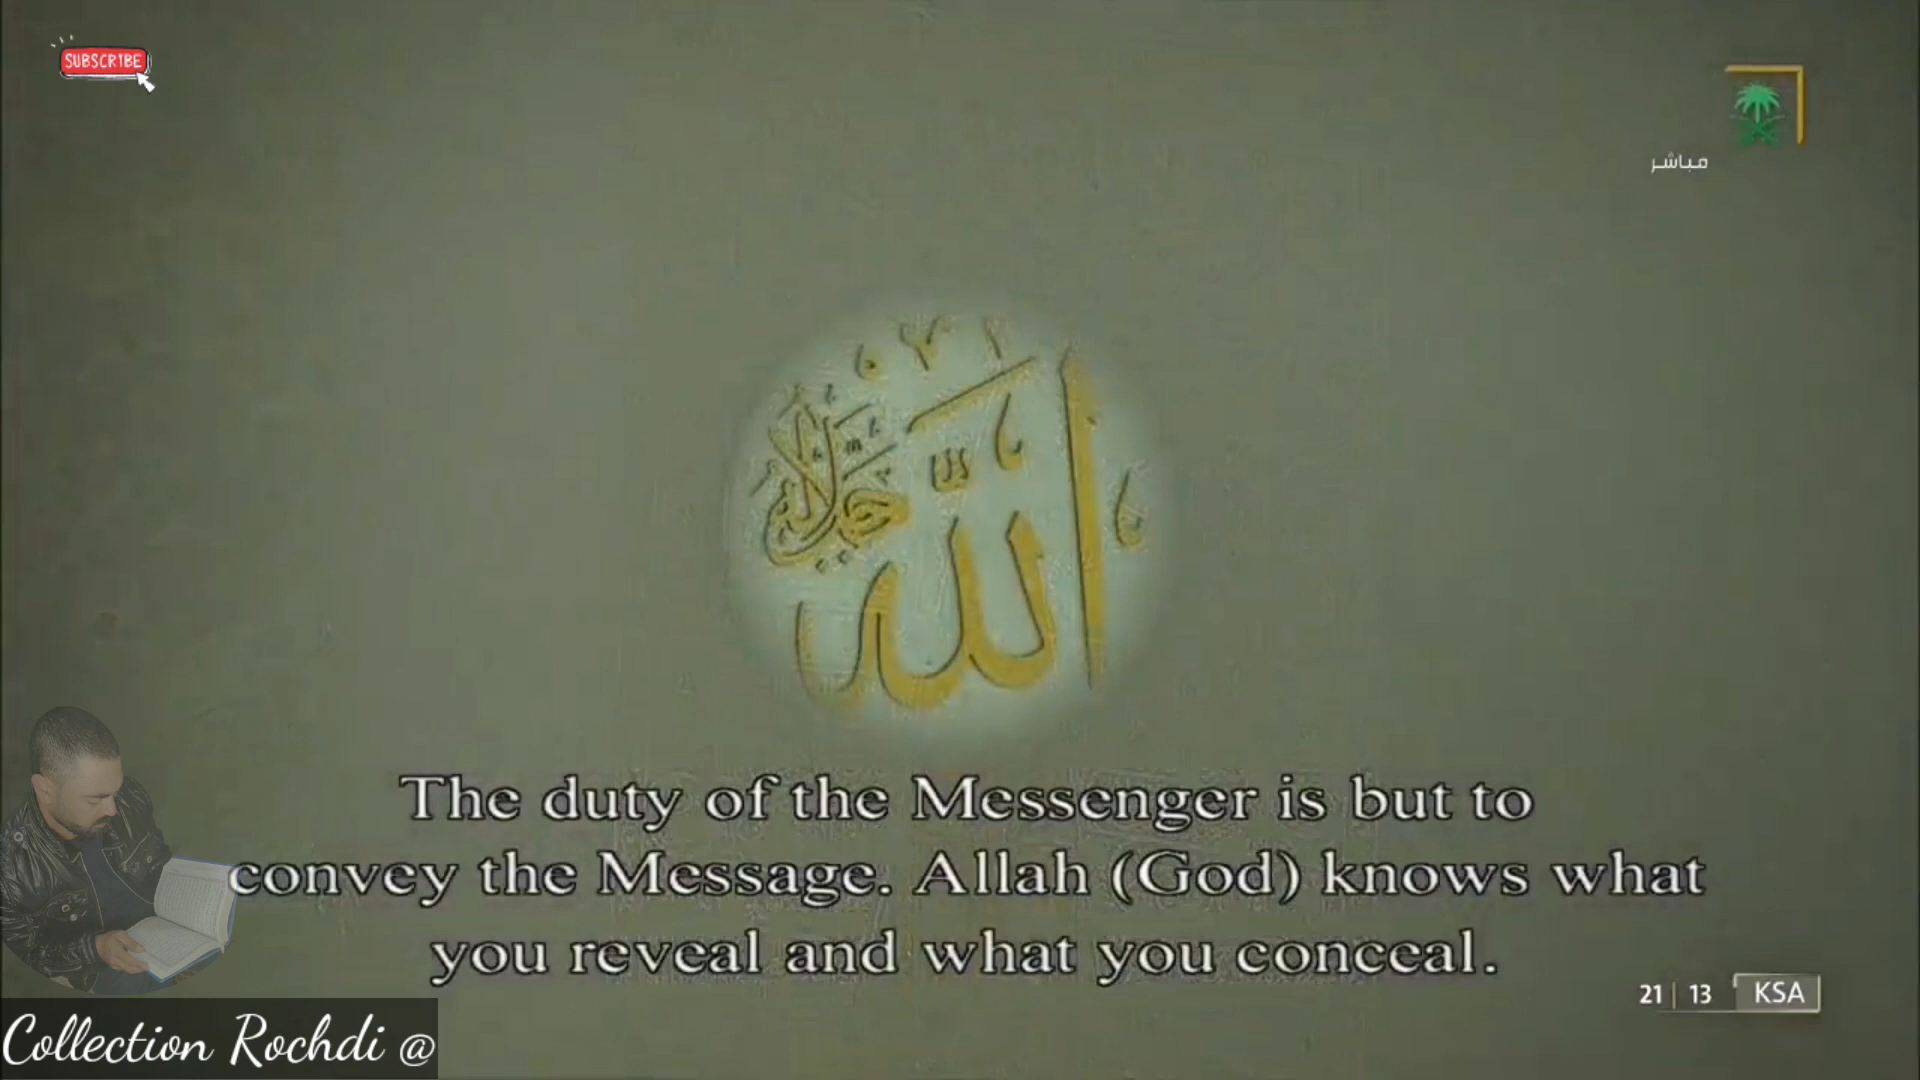 SUBSCRIBE
مباشر
الله
جل جلاله
The duty of the Messenger is but to
convey the Message. Allah (God) knows what
you reveal and what you conceal.
21 | 13 KSA
Collection Rochdi @